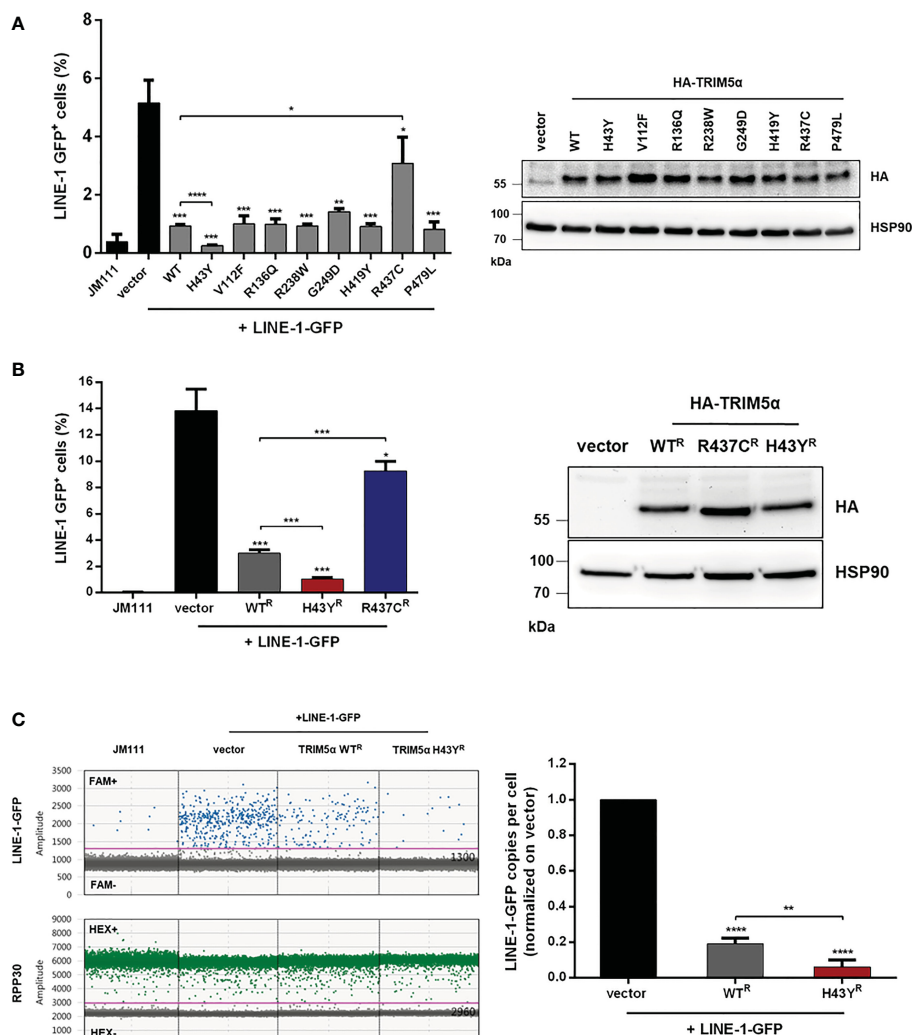 A
8
6
4
2
0
LINE-1 GFP+ cells (%)
*
****
*** *** *** *** *** ** *** * ***
JM111 vector WT H43Y V112F R136Q R238W G249D H419Y R437C P479L
+ LINE-1-GFP
HA-TRIM5α
vector WT H43Y V112F R136Q R238W G249D H419Y R437C P479L
55
HA
100
70
HSP90
kDa
B
16
14
12
10
8
6
4
2
0
LINE-1 GFP+ cells (%)
***
***
*** *** *
JM111 vector WTR H43YR R437CR
+ LINE-1-GFP
HA-TRIM5α
vector WTR R437CR H43YR
55
HA
100
70
HSP90
kDa
C
+LINE-1-GFP
JM111 vector TRIM5α WTR TRIM5α H43YR
LINE-1-GFP
Amplitude
3500
3000
2500
2000
1500
1000
500
0
FAM+
1300
FAM-
RPP30
Amplitude
9000
8000
7000
6000
5000
4000
3000
2000
1000
HEX+
2960
HEX-
LINE-1-GFP copies per cell
(normalized on vector)
1.2
1.0
0.8
0.6
0.4
0.2
0.0
**
**** ****
vector WTR H43YR
+ LINE-1-GFP